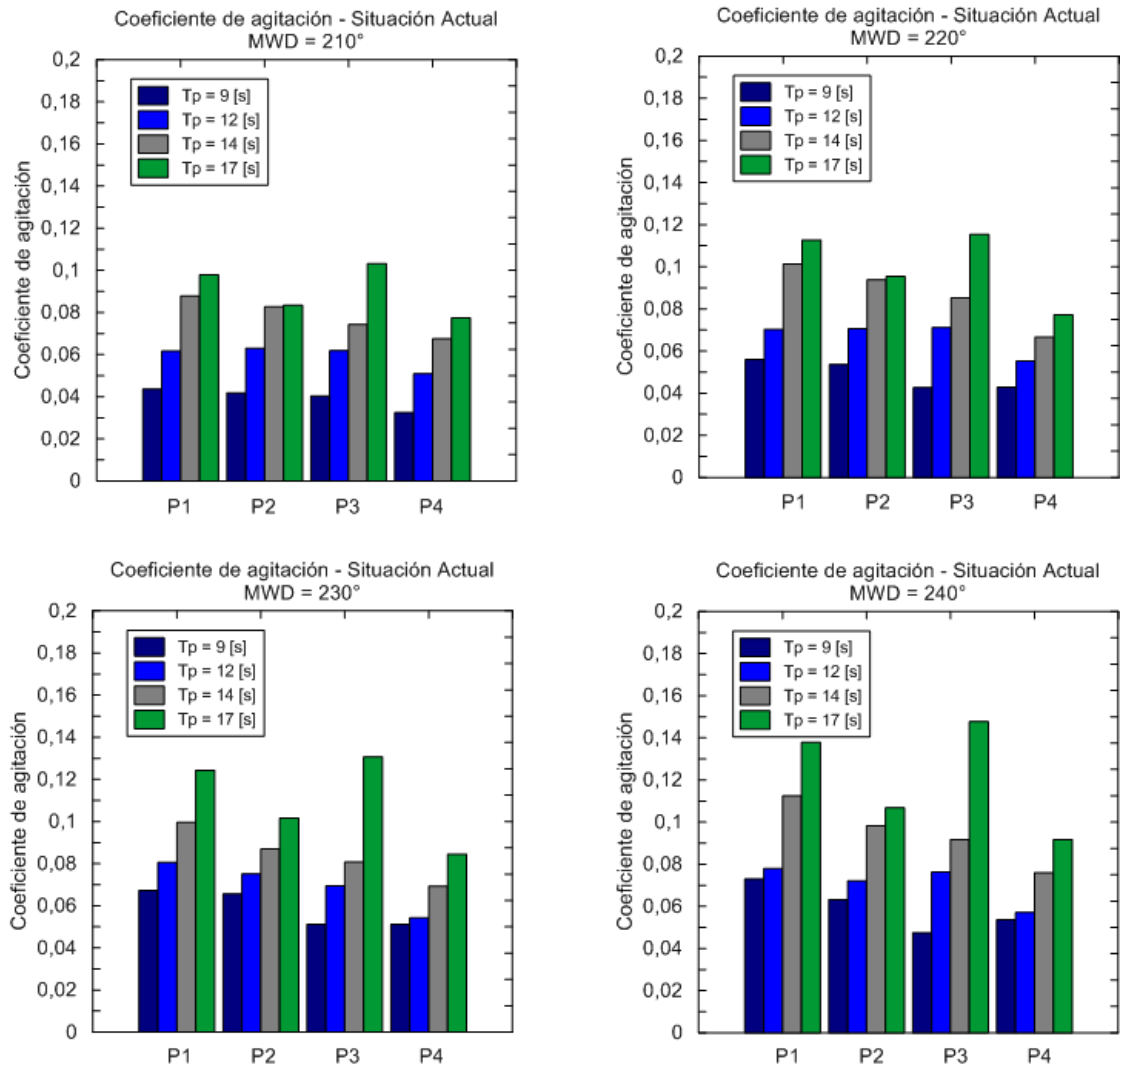 Coeficiente de agitación - Situación Actual
MWD = 210°
0,2
0,18
0,16
0,14
0,12
0,1
0,08
0,06
0,04
0,02
0
Coeficiente de agitación
Tp = 9 [s]
Tp = 12 [s]
Tp = 14 [s]
Tp = 17 [s]
P1 P2 P3 P4
Coeficiente de agitación - Situación Actual
MWD = 220°
0,2
0,18
0,16
0,14
0,12
0,1
0,08
0,06
0,04
0,02
0
Coeficiente de agitación
Tp = 9 [s]
Tp = 12 [s]
Tp = 14 [s]
Tp = 17 [s]
P1 P2 P3 P4
Coeficiente de agitación - Situación Actual
MWD = 230°
0,2
0,18
0,16
0,14
0,12
0,1
0,08
0,06
0,04
0,02
0
Coeficiente de agitación
Tp = 9 [s]
Tp = 12 [s]
Tp = 14 [s]
Tp = 17 [s]
P1 P2 P3 P4
Coeficiente de agitación - Situación Actual
MWD = 240°
0,2
0,18
0,16
0,14
0,12
0,1
0,08
0,06
0,04
0,02
0
Coeficiente de agitación
Tp = 9 [s]
Tp = 12 [s]
Tp = 14 [s]
Tp = 17 [s]
P1 P2 P3 P4